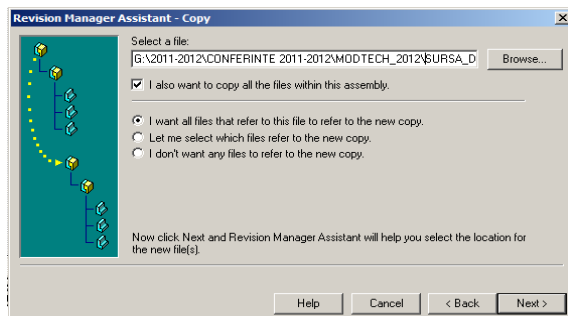 Revision Manager Assistant - Copy
Select a file:
G:\2011-2012\CONFERINTE 2011-2012\MODTECH_2012\SURSA_D
Browse...
I also want to copy all the files within this assembly.
I want all files that refer to this file to refer to the new copy.
Let me select which files refer to the new copy.
I don't want any files to refer to the new copy.
Now click Next and Revision Manager Assistant will help you select the location for
the new file(s).
Help
Cancel
< Back
Next >